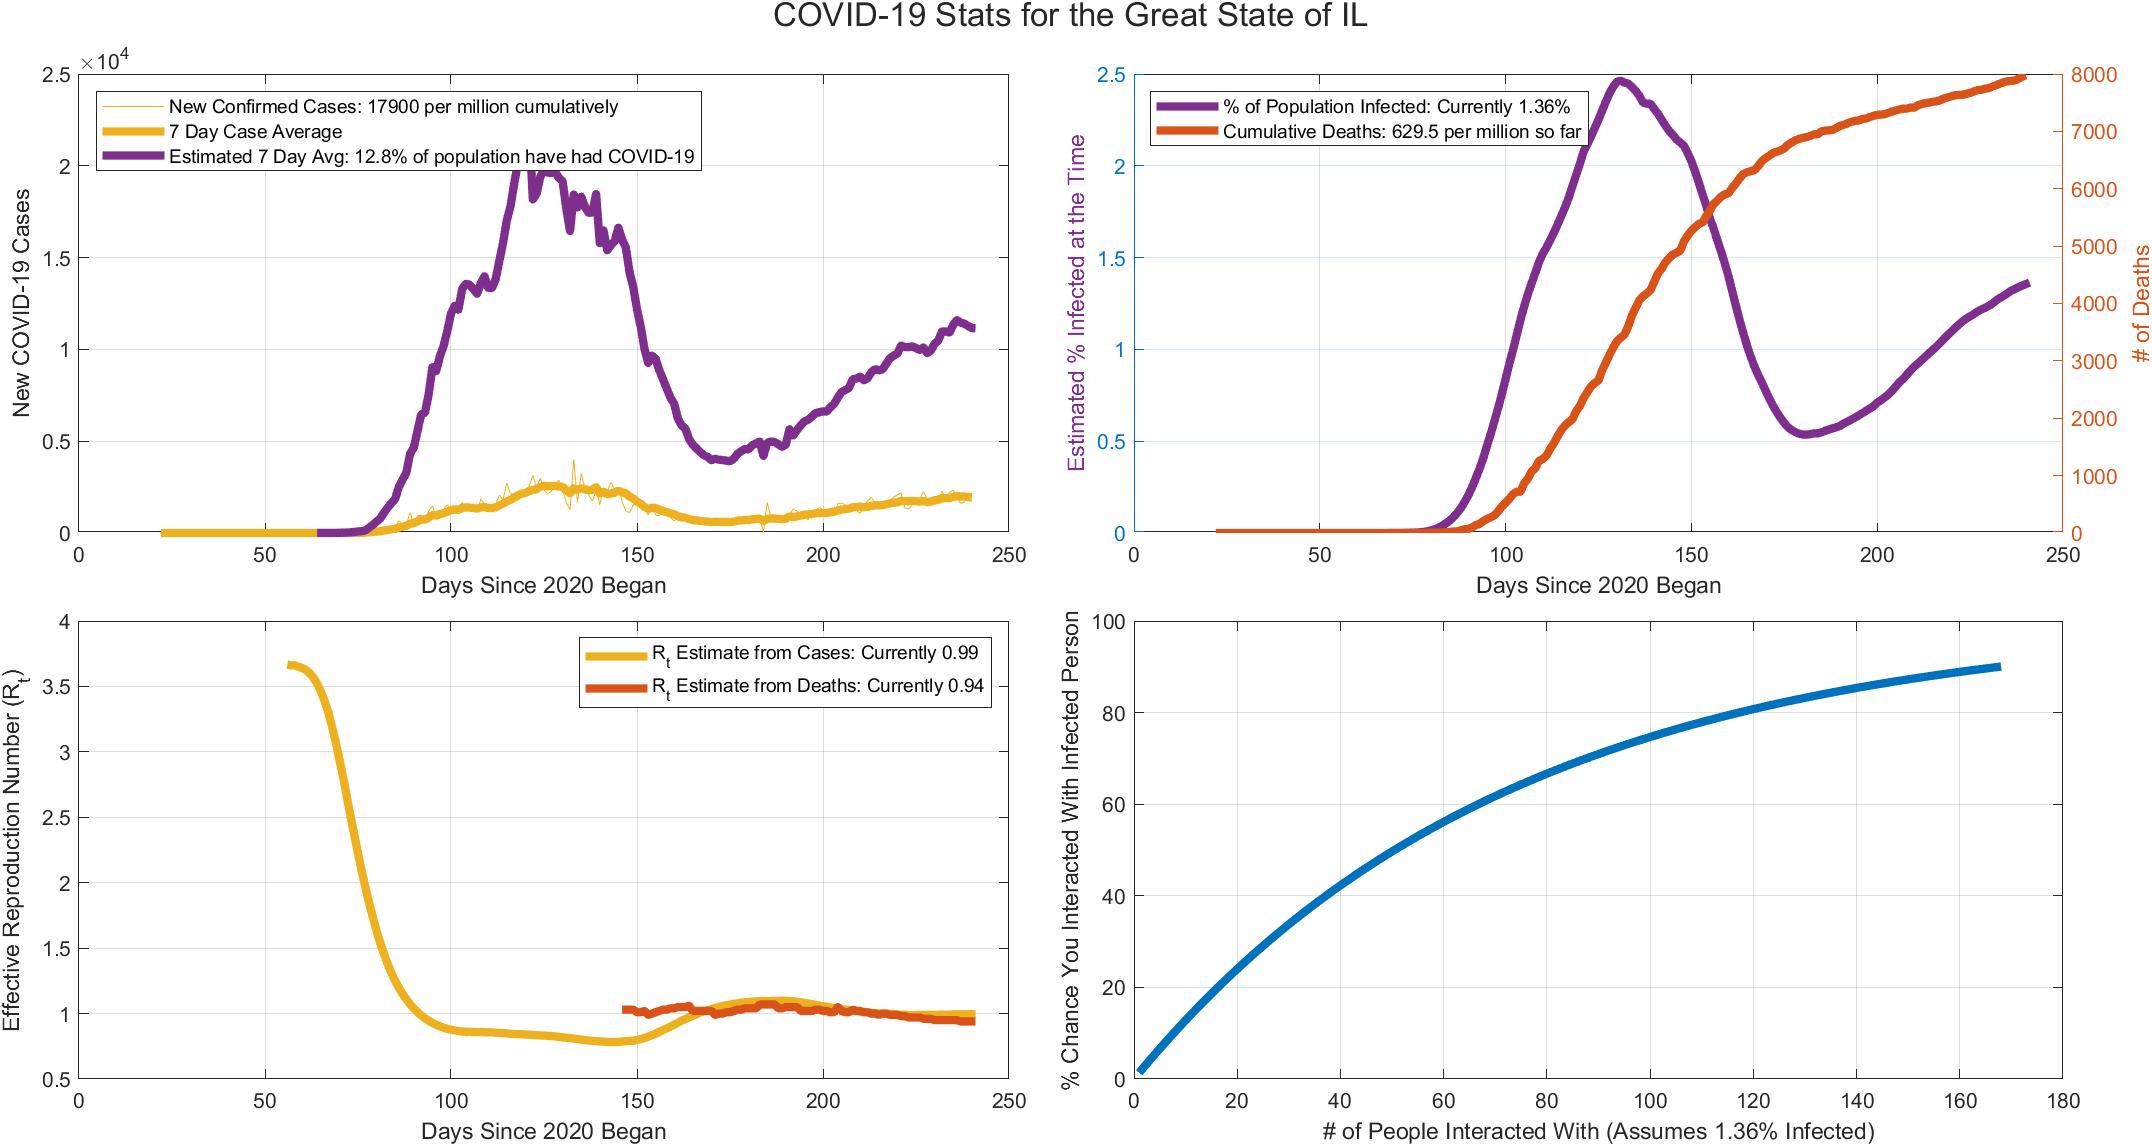 COVID-19 Stats for the Great State of IL
×10⁴
2.5
2
1.5
1
0.5
0
New COVID-19 Cases
New Confirmed Cases: 17900 per million cumulatively
7 Day Case Average
Estimated 7 Day Avg: 12.8% of population have had COVID-19
0 50 100 150 200 250
Days Since 2020 Began
2.5
2
1.5
1
0.5
0
Estimated % Infected at the Time
% of Population Infected: Currently 1.36%
Cumulative Deaths: 629.5 per million so far
8000
7000
6000
5000
4000
3000
2000
1000
0
# of Deaths
0 50 100 150 200 250
Days Since 2020 Began
4
3.5
3
2.5
2
1.5
1
0.5
Effective Reproduction Number (Rt)
Rt Estimate from Cases: Currently 0.99
Rt Estimate from Deaths: Currently 0.94
0 50 100 150 200 250
Days Since 2020 Began
100
80
60
40
20
0
% Chance You Interacted With Infected Person
0 20 40 60 80 100 120 140 160 180
# of People Interacted With (Assumes 1.36% Infected)